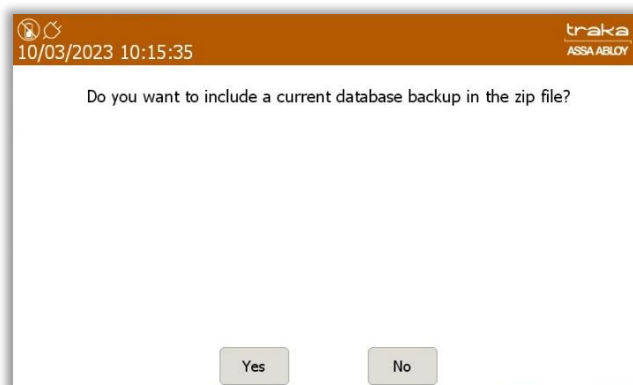 traka
10/03/2023 10:15:35
ASSA ABLOY
Do you want to include a current database backup in the zip file?
Yes
No